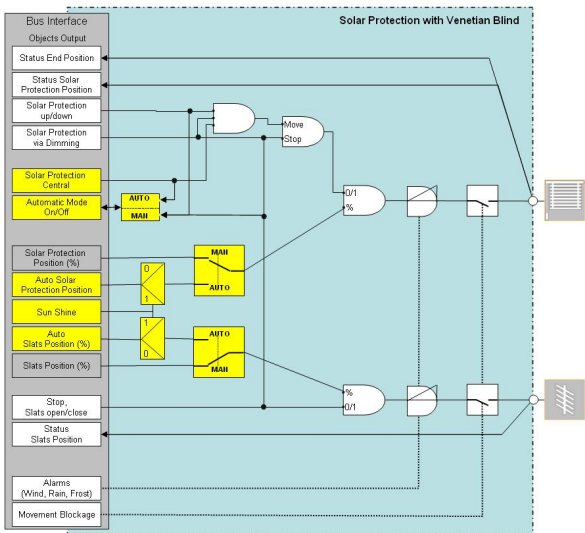 Bus Interface
Solar Protection with Venetian Blind
Objects Output
Status End Position
Status Solar
Protection Position
Solar Protection
up/down
Solar Protection
via Dimming
Move
Stop
Solar Protection
Central
Automatic Mode
On/Off
AUTO
MAN
0/1
%
Solar Protection
Position (%)
MAN
AUTO
Auto Solar
Protection Position
0
1
Sun Shine
Auto
Slats Position (%)
1
0
AUTO
MAN
Slats Position (%)
%
0/1
Stop,
Slats open/close
Status
Slats Position
Alarms
(Wind, Rain, Frost)
Movement Blockage